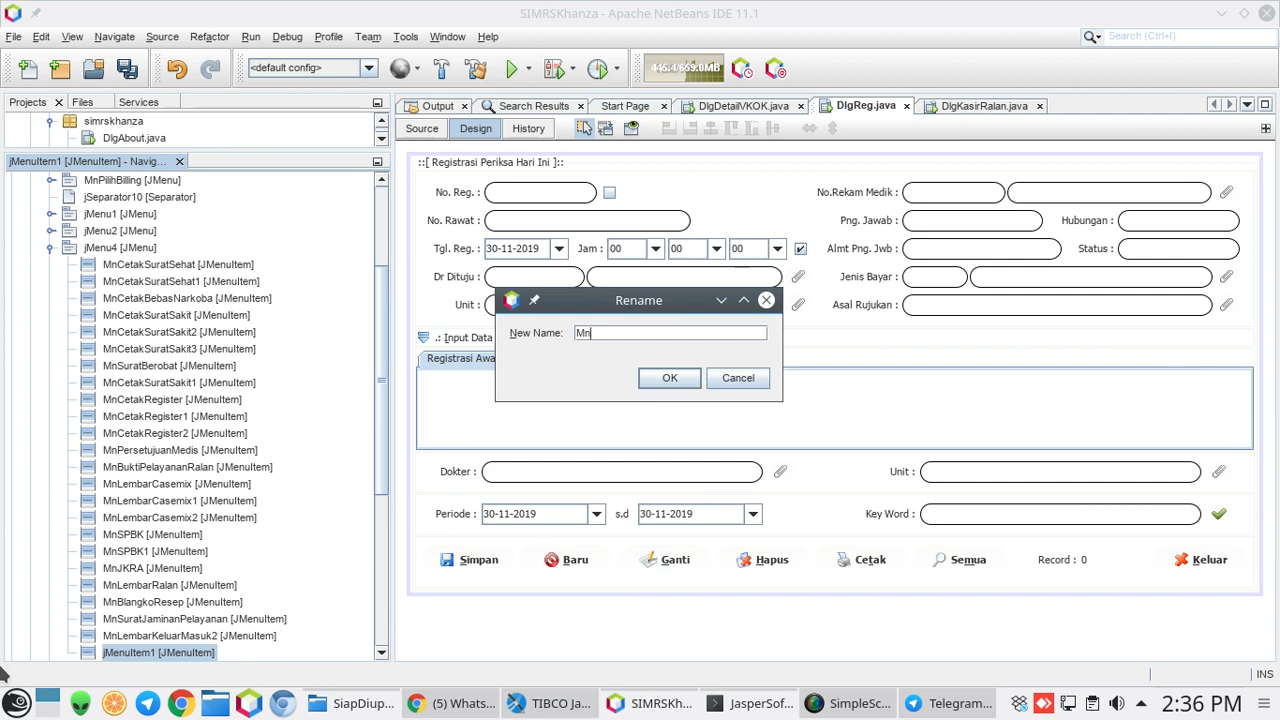 SIMRSKhanza - Apache NetBeans IDE 11.1
File Edit View Navigate Source Refactor Run Debug Profile Team Tools Window Help
Search (Ctrl+I)
<default config>
445.4/659.0MB
Projects Files Services
Output Search Results Start Page DlgDetailVKOK.java DlgReg.java DlgKasirRalan.java
simrskhanza
DlgAbout.java
Source Design History
jMenuItem1 [JMenuItem] - Navig...
MnPilihBilling [JMenu]
jSeparator10 [Separator]
jMenu1 [JMenu]
jMenu2 [JMenu]
jMenu4 [JMenu]
MnCetakSuratSehat [JMenuItem]
MnCetakSuratSehat1 [JMenuItem]
MnCetakBebasNarkoba [JMenuItem]
MnCetakSuratSakit [JMenuItem]
MnCetakSuratSakit2 [JMenuItem]
MnCetakSuratSakit3 [JMenuItem]
MnSuratBerobat [JMenuItem]
MnCetakSuratSakit1 [JMenuItem]
MnCetakRegister [JMenuItem]
MnCetakRegister1 [JMenuItem]
MnCetakRegister2 [JMenuItem]
MnPersetujuanMedis [JMenuItem]
MnBuktiPelayananRalan [JMenuItem]
MnLembarCasemix [JMenuItem]
MnLembarCasemix1 [JMenuItem]
MnLembarCasemix2 [JMenuItem]
MnSPBK [JMenuItem]
MnSPBK1 [JMenuItem]
MnJKRA [JMenuItem]
MnLembarRalan [JMenuItem]
MnBlangkoResep [JMenuItem]
MnSuratJaminanPelayanan [JMenuItem]
MnLembarKeluarMasuk2 [JMenuItem]
jMenuItem1 [JMenuItem]
::[ Registrasi Periksa Hari Ini ]::
No. Reg. : No.Rekam Medik :
No. Rawat : Png. Jawab : Hubungan :
Tgl. Reg. : 30-11-2019 Jam : 00 00 00 Almt Png. Jwb : Status :
Dr Dituju : Jenis Bayar :
Unit : Asal Rujukan :
.: Input Data
Registrasi Awa
Rename
New Name: Mn
OK Cancel
Dokter : Unit :
Periode : 30-11-2019 s.d 30-11-2019 Key Word :
Simpan Baru Ganti Hapus Cetak Semua Record : 0 Keluar
INS
SiapDiup... (5) Whats... TIBCO Ja... SIMRSKh... JasperSof... SimpleSc... Telegram... 2:36 PM